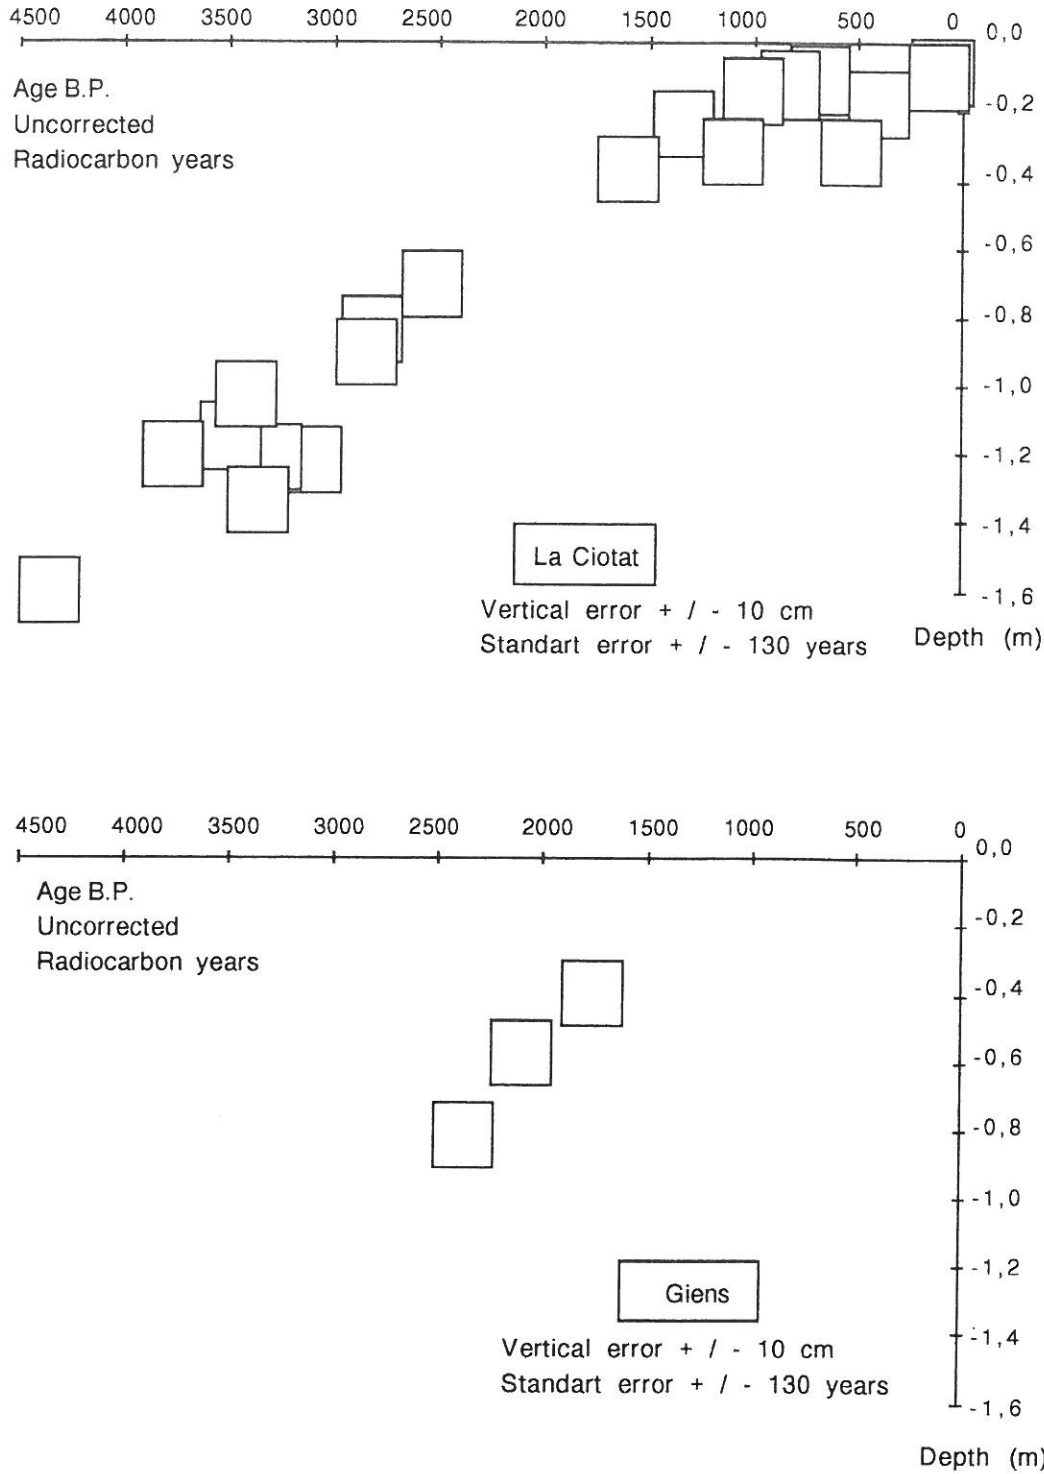 4500 4000 3500 3000 2500 1500 1000 500 0
0,0
Age B.P.
Uncorrected
Radiocarbon years
-0,2
-0,4
-0,6
-0,8
-1,0
-1,2
-1,4
-1,6
La Ciotat
Vertical error + / - 10 cm
Standart error + / - 130 years
Depth (m)
4500 4000 3500 3000 2500 2000 1500 1000 500 0
0,0
Age B.P.
Uncorrected
Radiocarbon years
-0,2
-0,4
-0,6
-0,8
-1,0
-1,2
-1,4
-1,6
Giens
Vertical error + / - 10 cm
Standart error + / - 130 years
Depth (m)